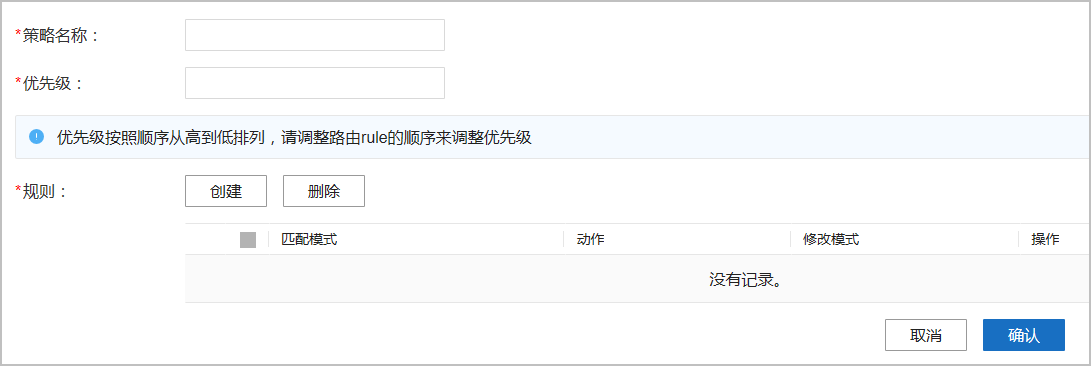 *策略名称：
*优先级：
优先级按照顺序从高到低排列，请调整路由rule的顺序来调整优先级
*规则： 创建 删除
匹配模式 动作 修改模式 操作
没有记录。
取消 确认